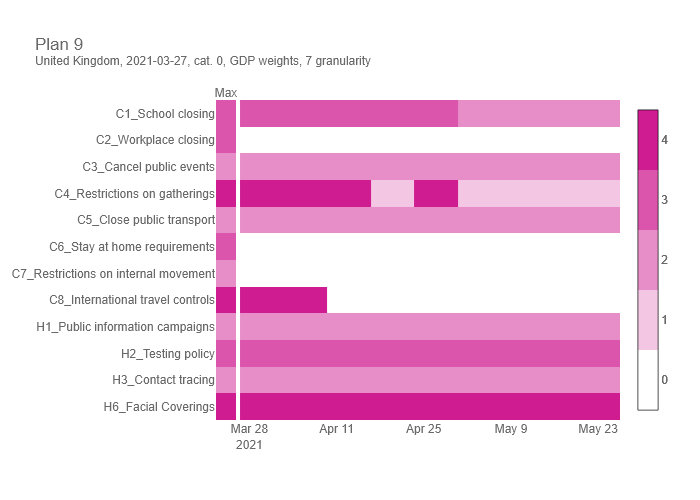 Plan 9
United Kingdom, 2021-03-27, cat. 0, GDP weights, 7 granularity
Max
C1_School closing
C2_Workplace closing
C3_Cancel public events
C4_Restrictions on gatherings
C5_Close public transport
C6_Stay at home requirements
C7_Restrictions on internal movement
C8_International travel controls
H1_Public information campaigns
H2_Testing policy
H3_Contact tracing
H6_Facial Coverings
Mar 28 Apr 11 Apr 25 May 9 May 23
2021
4
3
2
1
0